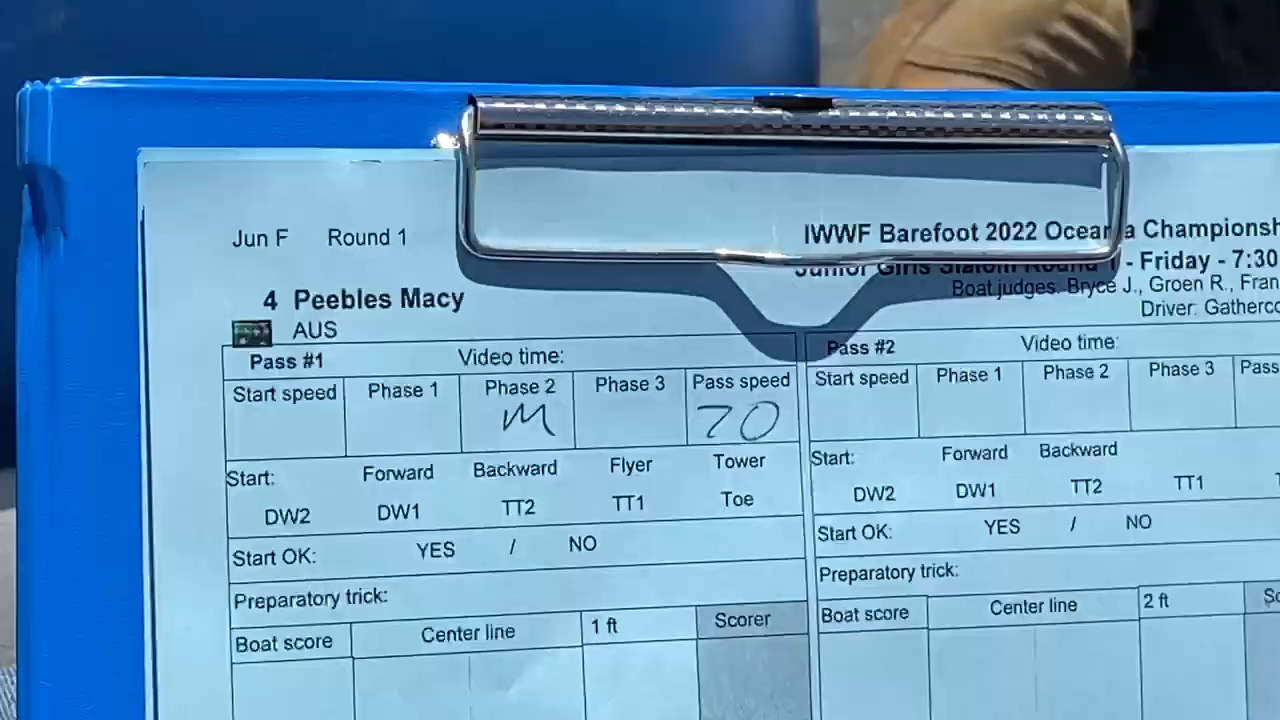 Jun F Round 1
IWWF Barefoot 2022 Oceania Championsh
Junior Girls Slalom Round 1 - Friday - 7:30
Boat judges: Bryce J., Groen R., Fran
Driver: Gatherco
4 Peebles Macy
AUS
Pass #1 Video time:
Start speed Phase 1 Phase 2 Phase 3 Pass speed
M 70
Start: Forward Backward Flyer Tower
DW2 DW1 TT2 TT1 Toe
Start OK: YES / NO
Preparatory trick:
Boat score Center line 1 ft Scorer
Pass #2 Video time:
Start speed Phase 1 Phase 2 Phase 3 Pass
Start: Forward Backward
DW2 DW1 TT2 TT1 T
Start OK: YES / NO
Preparatory trick:
Boat score Center line 2 ft Sc